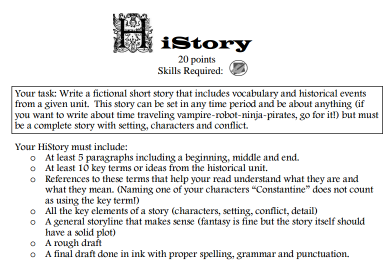 HiStory
20 points
Skills Required:
Your task: Write a fictional short story that includes vocabulary and historical events
from a given unit. This story can be set in any time period and be about anything (if
you want to write about time traveling vampire-robot-ninja-pirates, go for it!) but must
be a complete story with setting, characters and conflict.
Your HiStory must include:
o At least 5 paragraphs including a beginning, middle and end.
o At least 10 key terms or ideas from the historical unit.
o References to these terms that help your read understand what they are and
what they mean. (Naming one of your characters “Constantine” does not count
as using the key term!)
o All the key elements of a story (characters, setting, conflict, detail)
o A general storyline that makes sense (fantasy is fine but the story itself should
have a solid plot)
o A rough draft
o A final draft done in ink with proper spelling, grammar and punctuation.